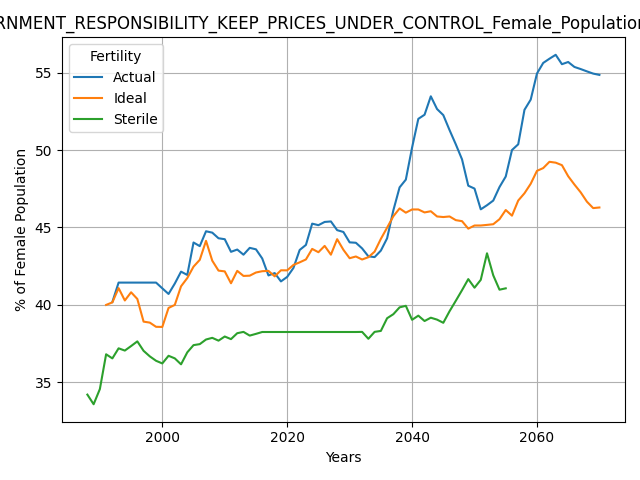 RNMENT_RESPONSIBILITY_KEEP_PRICES_UNDER_CONTROL_Female_Population
Fertility
Actual
Ideal
Sterile
% of Female Population
55
50
45
40
35
2000
2020
2040
2060
Years